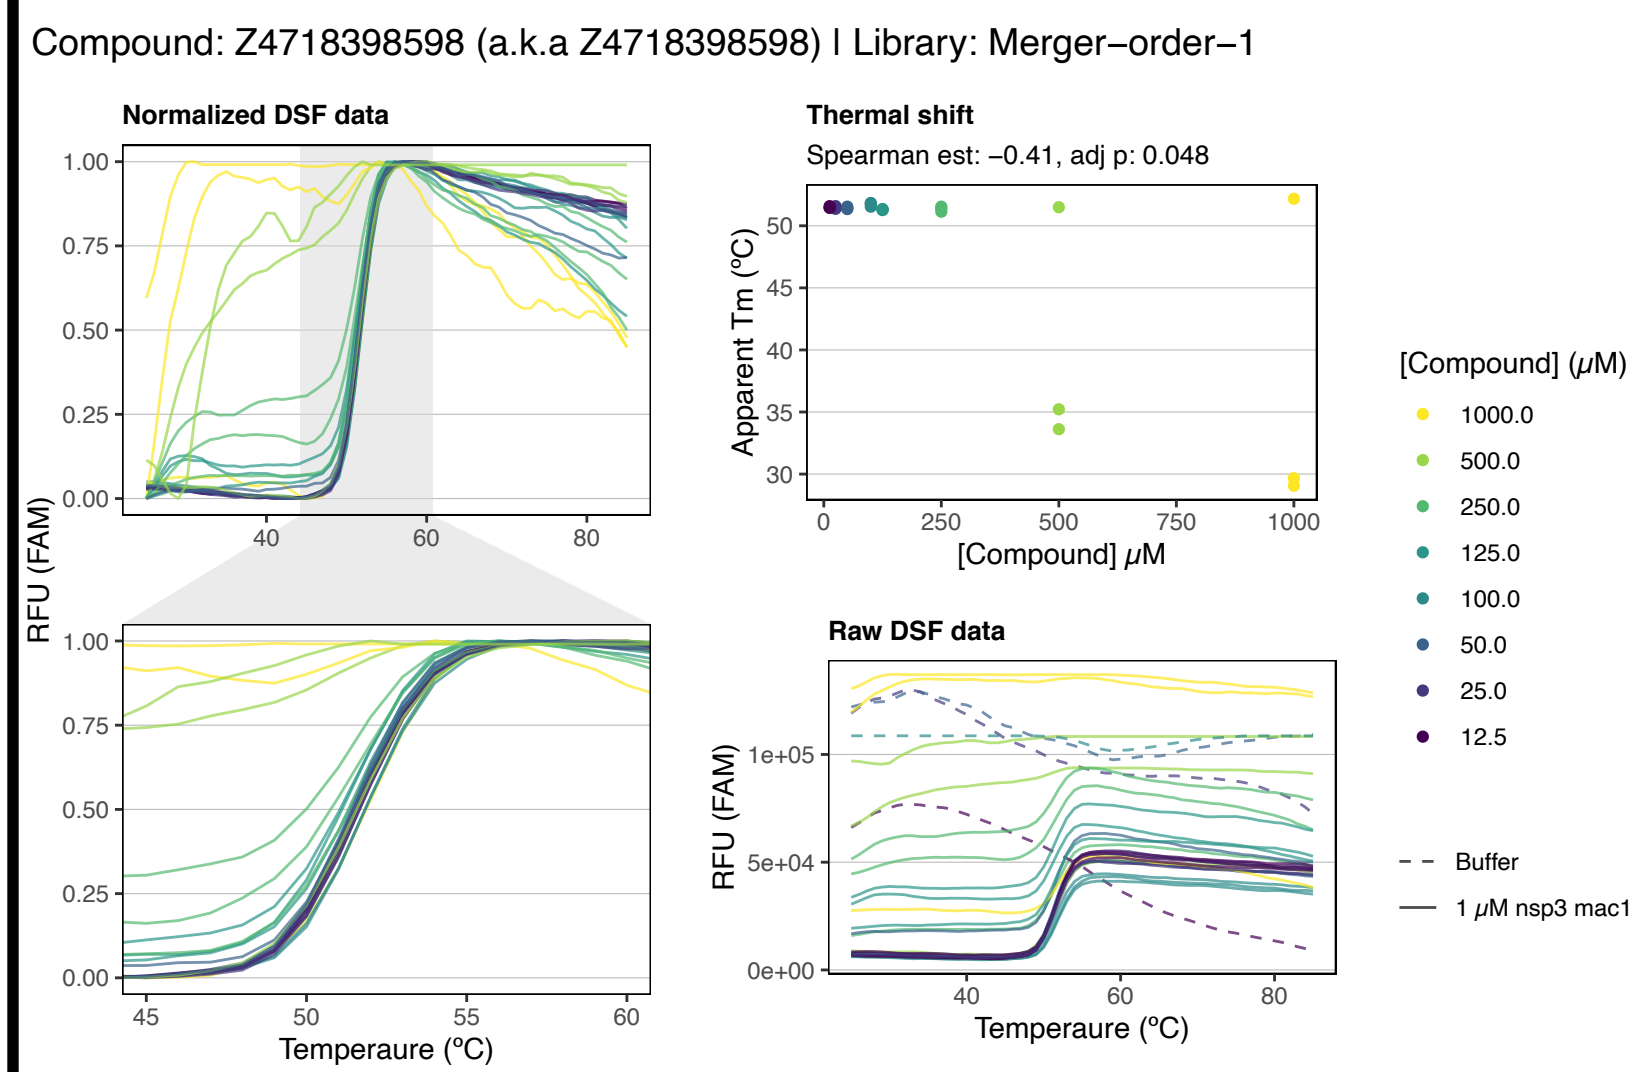 Compound: Z4718398598 (a.k.a Z4718398598) | Library: Merger−order−1
Normalized DSF data
1.00
0.75
0.50
0.25
0.00
40
60
80
RFU (FAM)
1.00
0.75
0.50
0.25
0.00
45
50
55
60
Temperaure (ºC)
Thermal shift
Spearman est: −0.41, adj p: 0.048
Apparent Tm (ºC)
50
45
40
35
30
0
250
500
750
1000
[Compound] µM
Raw DSF data
RFU (FAM)
1e+05
5e+04
0e+00
40
60
80
Temperaure (ºC)
[Compound] (µM)
1000.0
500.0
250.0
125.0
100.0
50.0
25.0
12.5
Buffer
1 µM nsp3 mac1